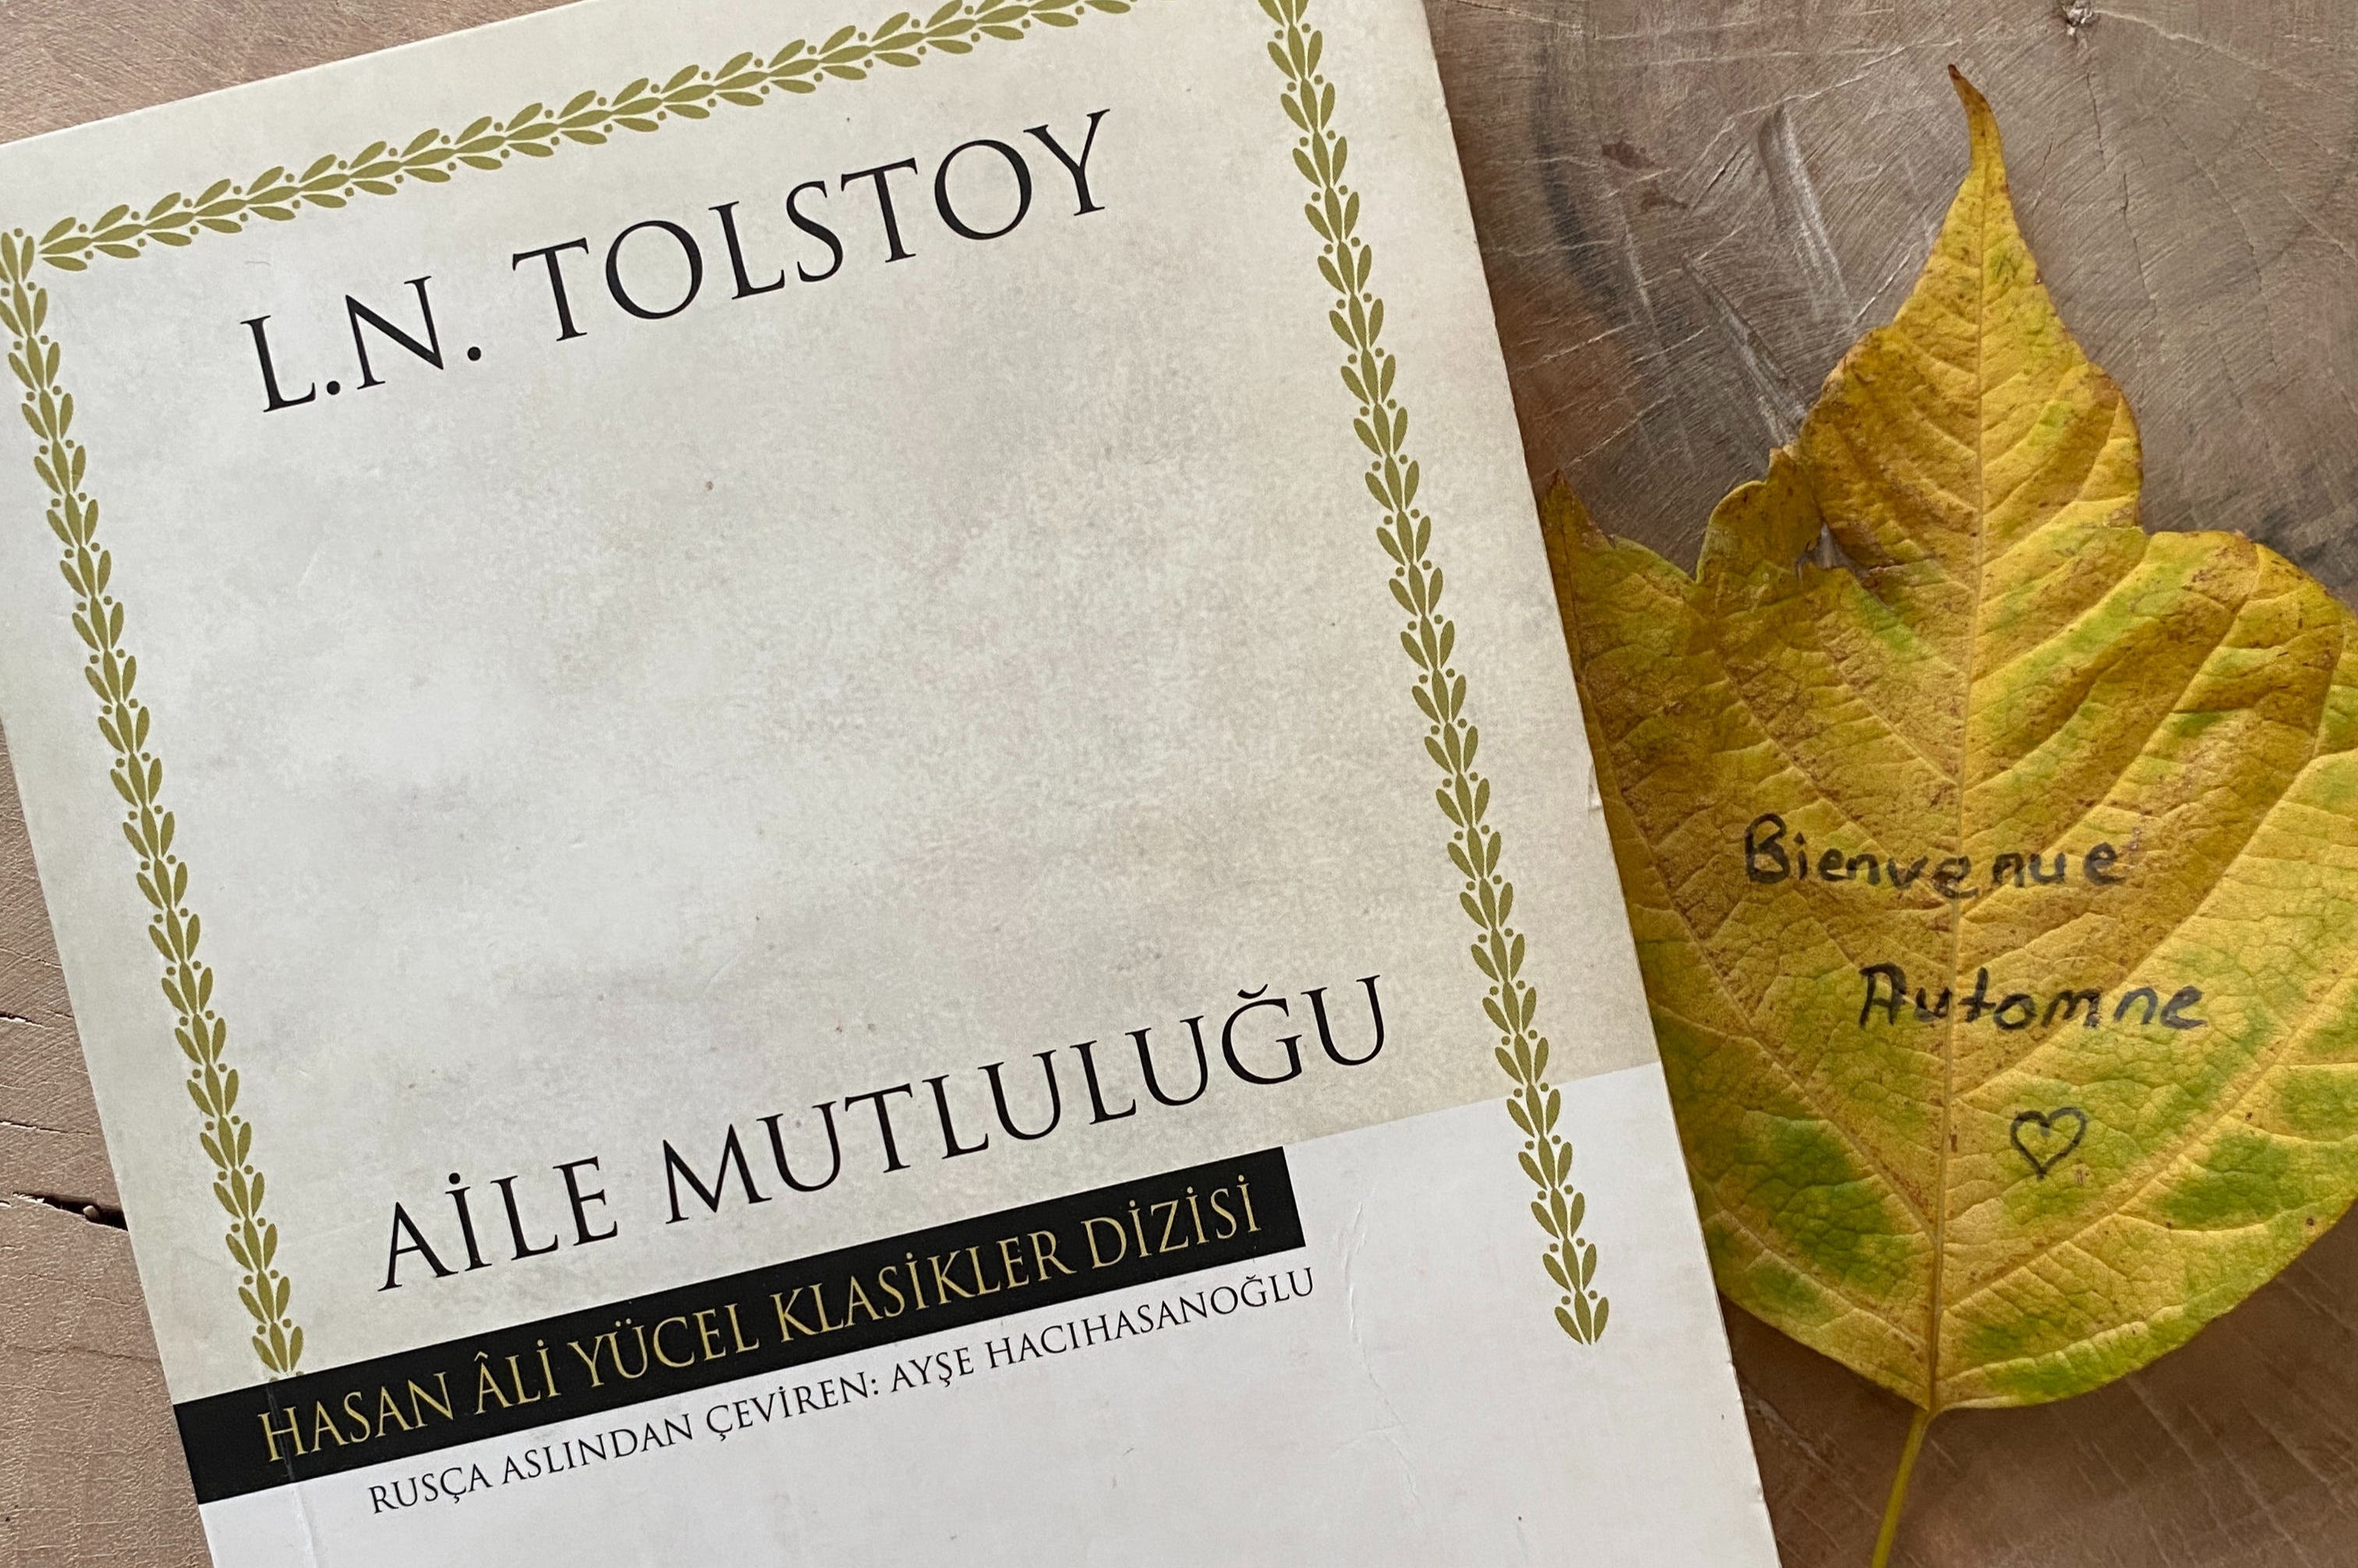 L.N. TOLSTOY
AİLE MUTLULUĞU
HASAN ÂLİ YÜCEL KLASİKLER DİZİSİ
RUSÇA ASLINDAN ÇEVİREN: AYŞE HACIHASANOĞLU
Bienvenue
Automne